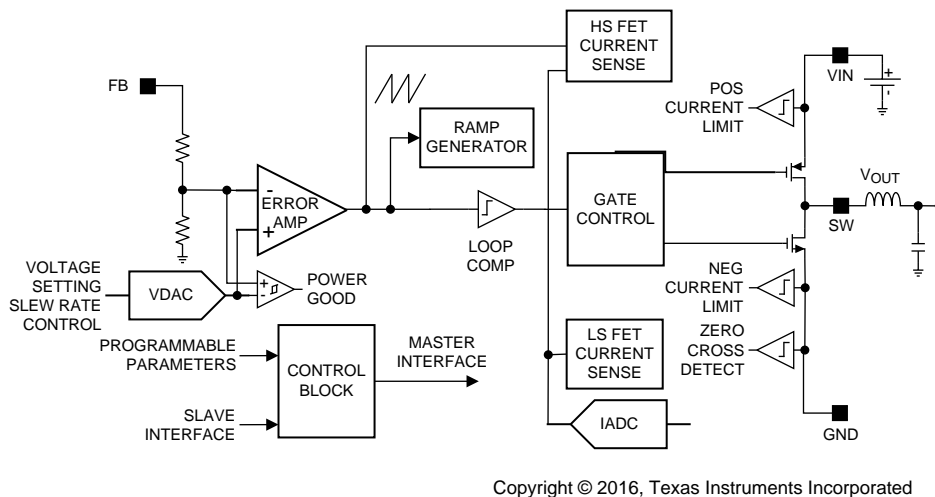 HS FET
CURRENT
SENSE
FB
VIN
+
-
POS
CURRENT
LIMIT
RAMP
GENERATOR
VOUT
-
ERROR
AMP
+
GATE
CONTROL
SW
LOOP
COMP
VOLTAGE
SETTING
SLEW RATE
CONTROL
VDAC
+
-
POWER
GOOD
NEG
CURRENT
LIMIT
PROGRAMMABLE
PARAMETERS
MASTER
INTERFACE
LS FET
CURRENT
SENSE
ZERO
CROSS
DETECT
CONTROL
BLOCK
SLAVE
INTERFACE
IADC
GND
Copyright © 2016, Texas Instruments Incorporated